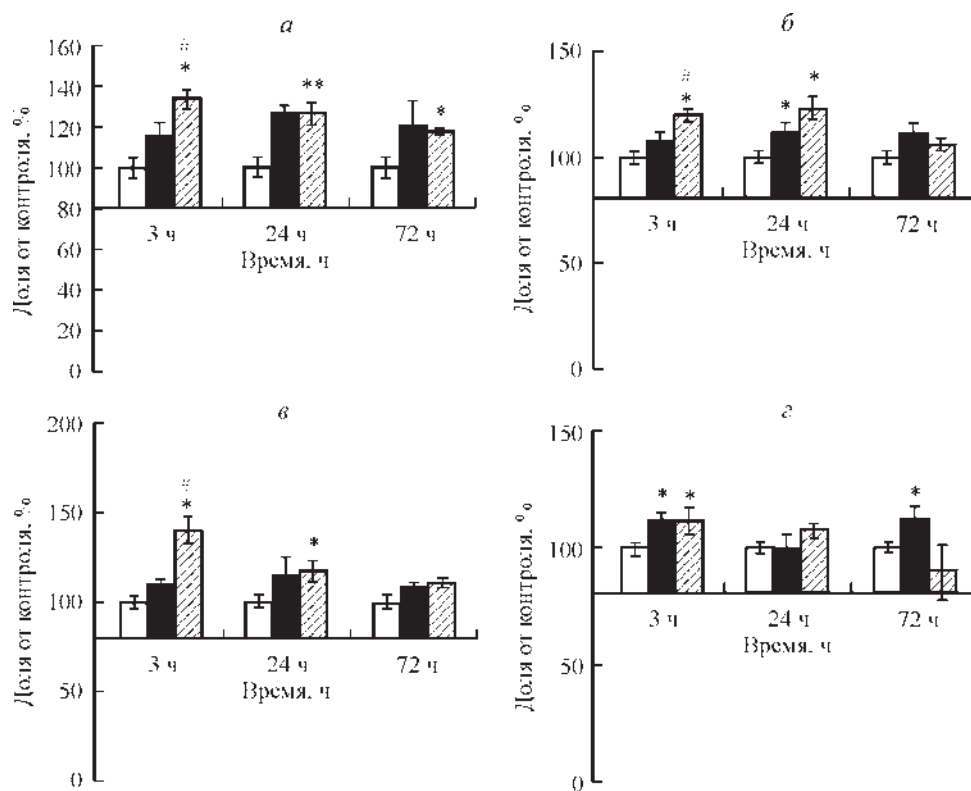 а
Доля от контроля, %
160
140
120
100
80
60
40
20
0
#
*
**
*
3 ч 24 ч 72 ч
Время, ч
б
Доля от контроля, %
150
100
50
0
#
*
*
*
3 ч 24 ч 72 ч
Время, ч
в
Доля от контроля, %
200
150
100
50
0
#
*
*
3 ч 24 ч 72 ч
Время, ч
г
Доля от контроля, %
150
100
50
0
*
*
*
3 ч 24 ч 72 ч
Время, ч